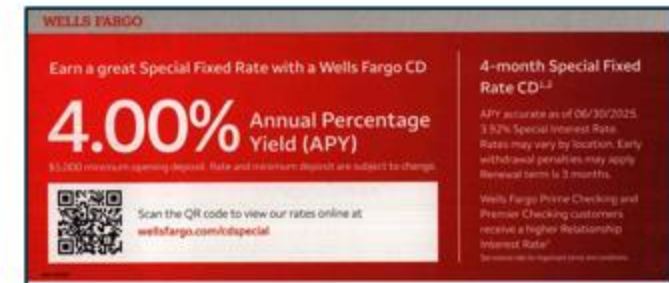 WELLS FARGO
Earn a great Special Fixed Rate with a Wells Fargo CD
4.00% Annual Percentage
Yield (APY)
$5,000 minimum opening deposit. Rate and minimum deposit are subject to change.
Scan the QR code to view our rates online at
wellsfargo.com/cdspecial
4-month Special Fixed
Rate CD¹,²
APY accurate as of 06/30/2025.
3.92% Special Interest Rate.
Rates may vary by location. Early
withdrawal penalties may apply.
Renewal term is 3 months.
Wells Fargo Prime Checking and
Premier Checking customers
receive a higher Relationship
Interest Rate